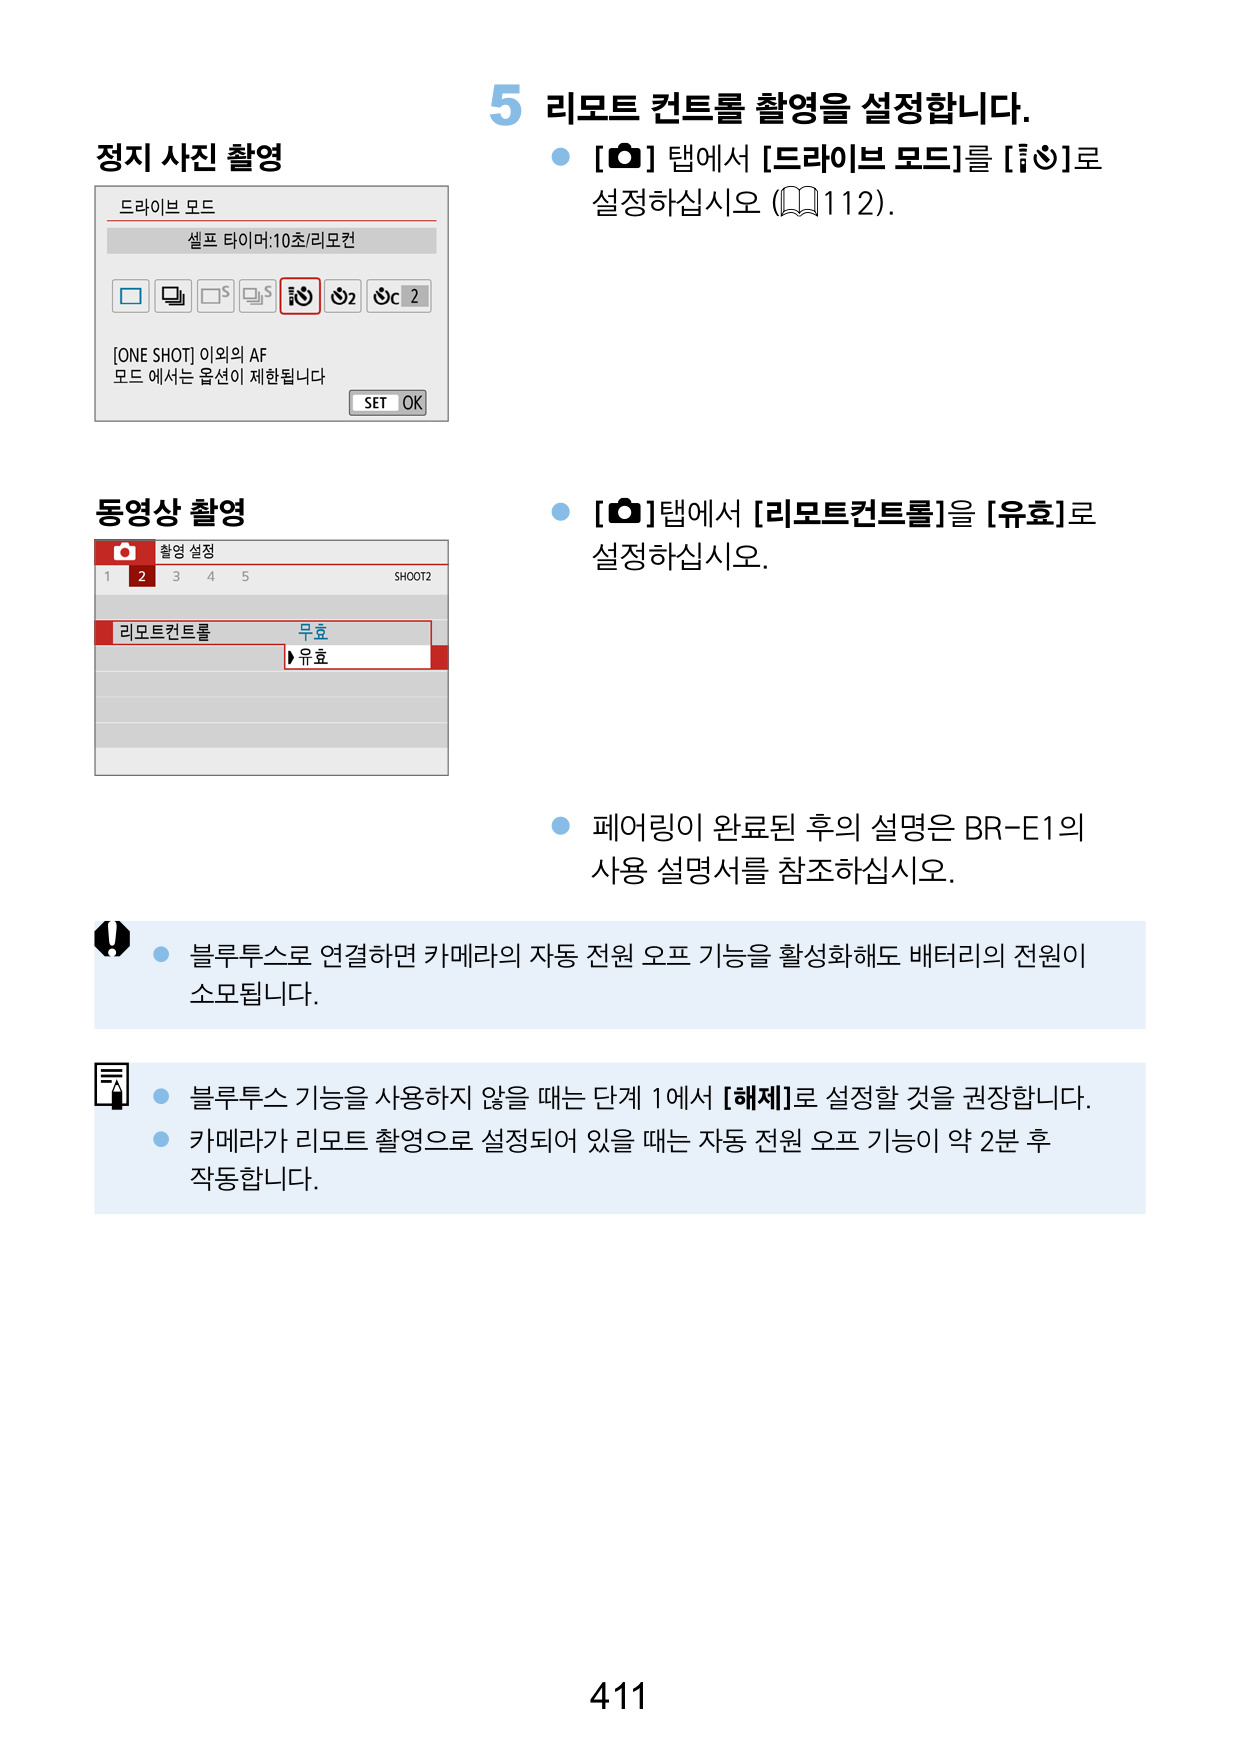 5 리모트 컨트롤 촬영을 설정합니다.
정지 사진 촬영
드라이브 모드
셀프 타이머:10초/리모컨
S S 2 C 2
[ONE SHOT] 이외의 AF
모드 에서는 옵션이 제한됩니다
SET OK
● [] 탭에서 [드라이브 모드]를 []로
설정하십시오 (112).
동영상 촬영
촬영 설정
1 2 3 4 5 SHOOT2
리모트컨트롤 무효
유효
● []탭에서 [리모트컨트롤]을 [유효]로
설정하십시오.
● 페어링이 완료된 후의 설명은 BR-E1의
사용 설명서를 참조하십시오.
● 블루투스로 연결하면 카메라의 자동 전원 오프 기능을 활성화해도 배터리의 전원이
소모됩니다.
● 블루투스 기능을 사용하지 않을 때는 단계 1에서 [해제]로 설정할 것을 권장합니다.
● 카메라가 리모트 촬영으로 설정되어 있을 때는 자동 전원 오프 기능이 약 2분 후
작동합니다.
411